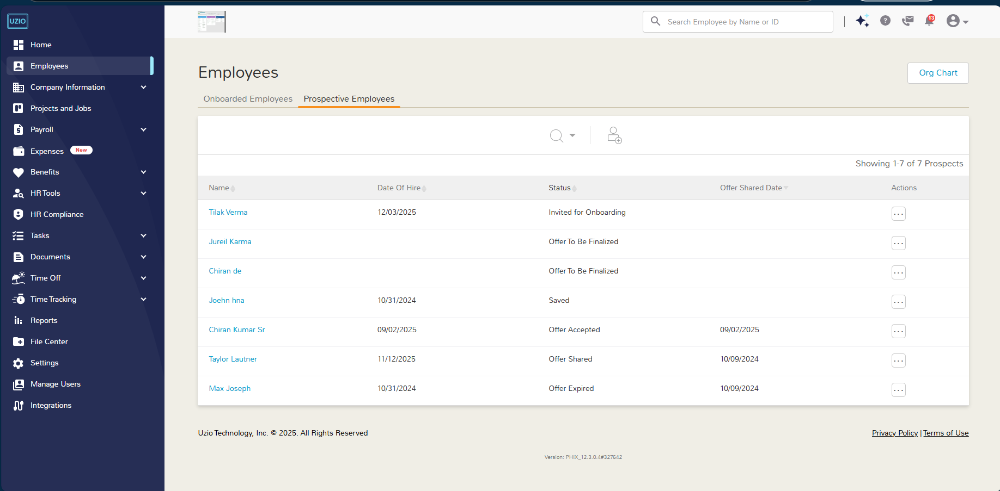 UZIO
Home
Employees
Company Information
Projects and Jobs
Payroll
Expenses New
Benefits
HR Tools
HR Compliance
Tasks
Documents
Time Off
Time Tracking
Reports
File Center
Settings
Manage Users
Integrations
Search Employee by Name or ID
?
13
Employees
Org Chart
Onboarded Employees Prospective Employees
Showing 1-7 of 7 Prospects
Name Date Of Hire Status Offer Shared Date Actions
Tilak Verma 12/03/2025 Invited for Onboarding
Jureil Karma Offer To Be Finalized
Chiran de Offer To Be Finalized
Joehn hna 10/31/2024 Saved
Chiran Kumar Sr 09/02/2025 Offer Accepted 09/02/2025
Taylor Lautner 11/12/2025 Offer Shared 10/09/2024
Max Joseph 10/31/2024 Offer Expired 10/09/2024
Uzio Technology, Inc. © 2025. All Rights Reserved
Privacy Policy | Terms of Use
Version: PHIX_12.3.0.4#327642